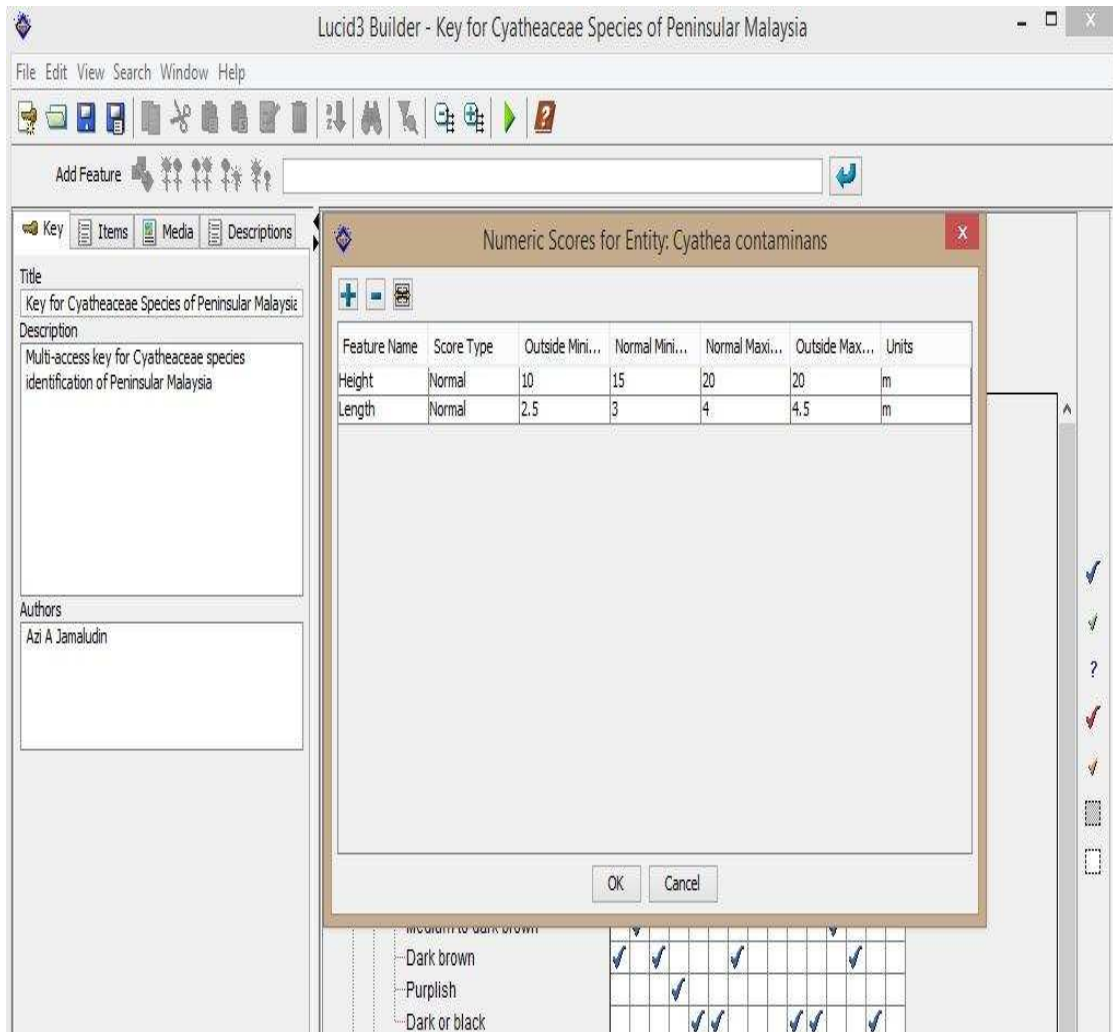 Lucid3 Builder - Key for Cyatheaceae Species of Peninsular Malaysia
File Edit View Search Window Help
Add Feature
Key Items Media Descriptions
Title
Key for Cyatheaceae Species of Peninsular Malaysia
Description
Multi-access key for Cyatheaceae species
identification of Peninsular Malaysia
Authors
Azi A Jamaludin
Numeric Scores for Entity: Cyathea contaminans
Feature Name Score Type Outside Mini... Normal Mini... Normal Maxi... Outside Max... Units
Height Normal 10 15 20 20 m
Length Normal 2.5 3 4 4.5 m
OK Cancel
Medium to dark brown
Dark brown
Purplish
Dark or black